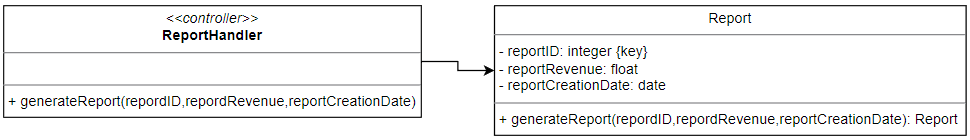 <<controller>>
ReportHandler
+ generateReport(repordID,repordRevenue,reportCreationDate)
Report
- reportID: integer {key}
- reportRevenue: float
- reportCreationDate: date
+ generateReport(repordID,repordRevenue,reportCreationDate): Report